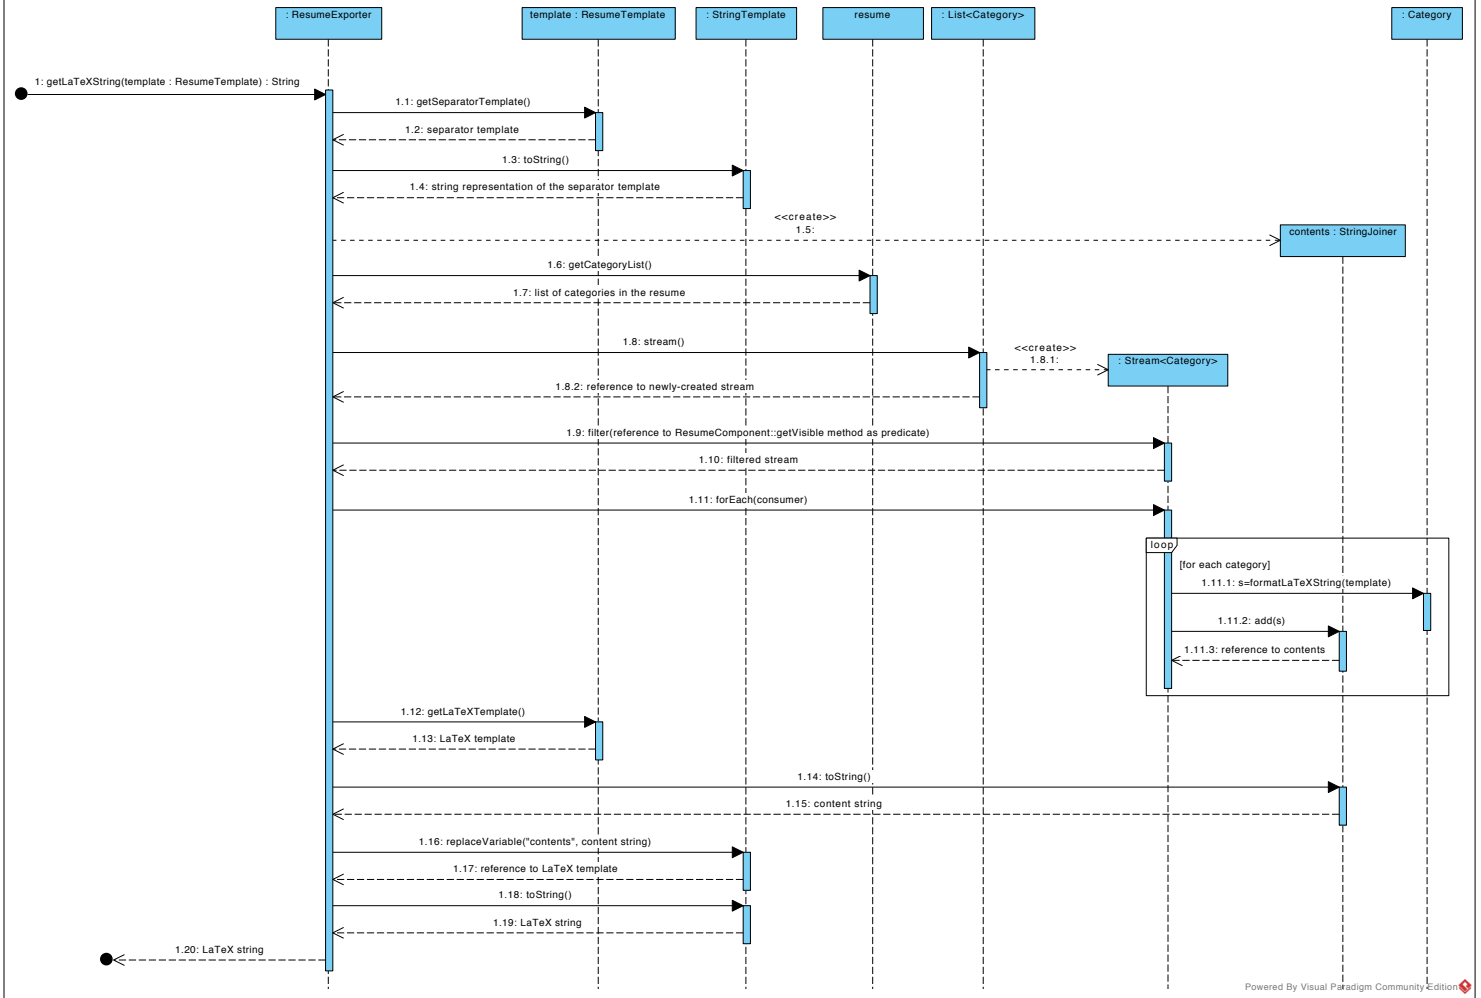 : ResumeExporter
template : ResumeTemplate
: StringTemplate
resume
: List<Category>
: Category
1: getLaTeXString(template : ResumeTemplate) : String
1.1: getSeparatorTemplate()
1.2: separator template
1.3: toString()
1.4: string representation of the separator template
<<create>>
1.5:
contents : StringJoiner
1.6: getCategoryList()
1.7: list of categories in the resume
1.8: stream()
<<create>>
1.8.1:
: Stream<Category>
1.8.2: reference to newly-created stream
1.9: filter(reference to ResumeComponent::getVisible method as predicate)
1.10: filtered stream
1.11: forEach(consumer)
loop
[for each category]
1.11.1: s=formatLaTeXString(template)
1.11.2: add(s)
1.11.3: reference to contents
1.12: getLaTeXTemplate()
1.13: LaTeX template
1.14: toString()
1.15: content string
1.16: replaceVariable("contents", content string)
1.17: reference to LaTeX template
1.18: toString()
1.19: LaTeX string
1.20: LaTeX string
Powered By Visual Paradigm Community Edition